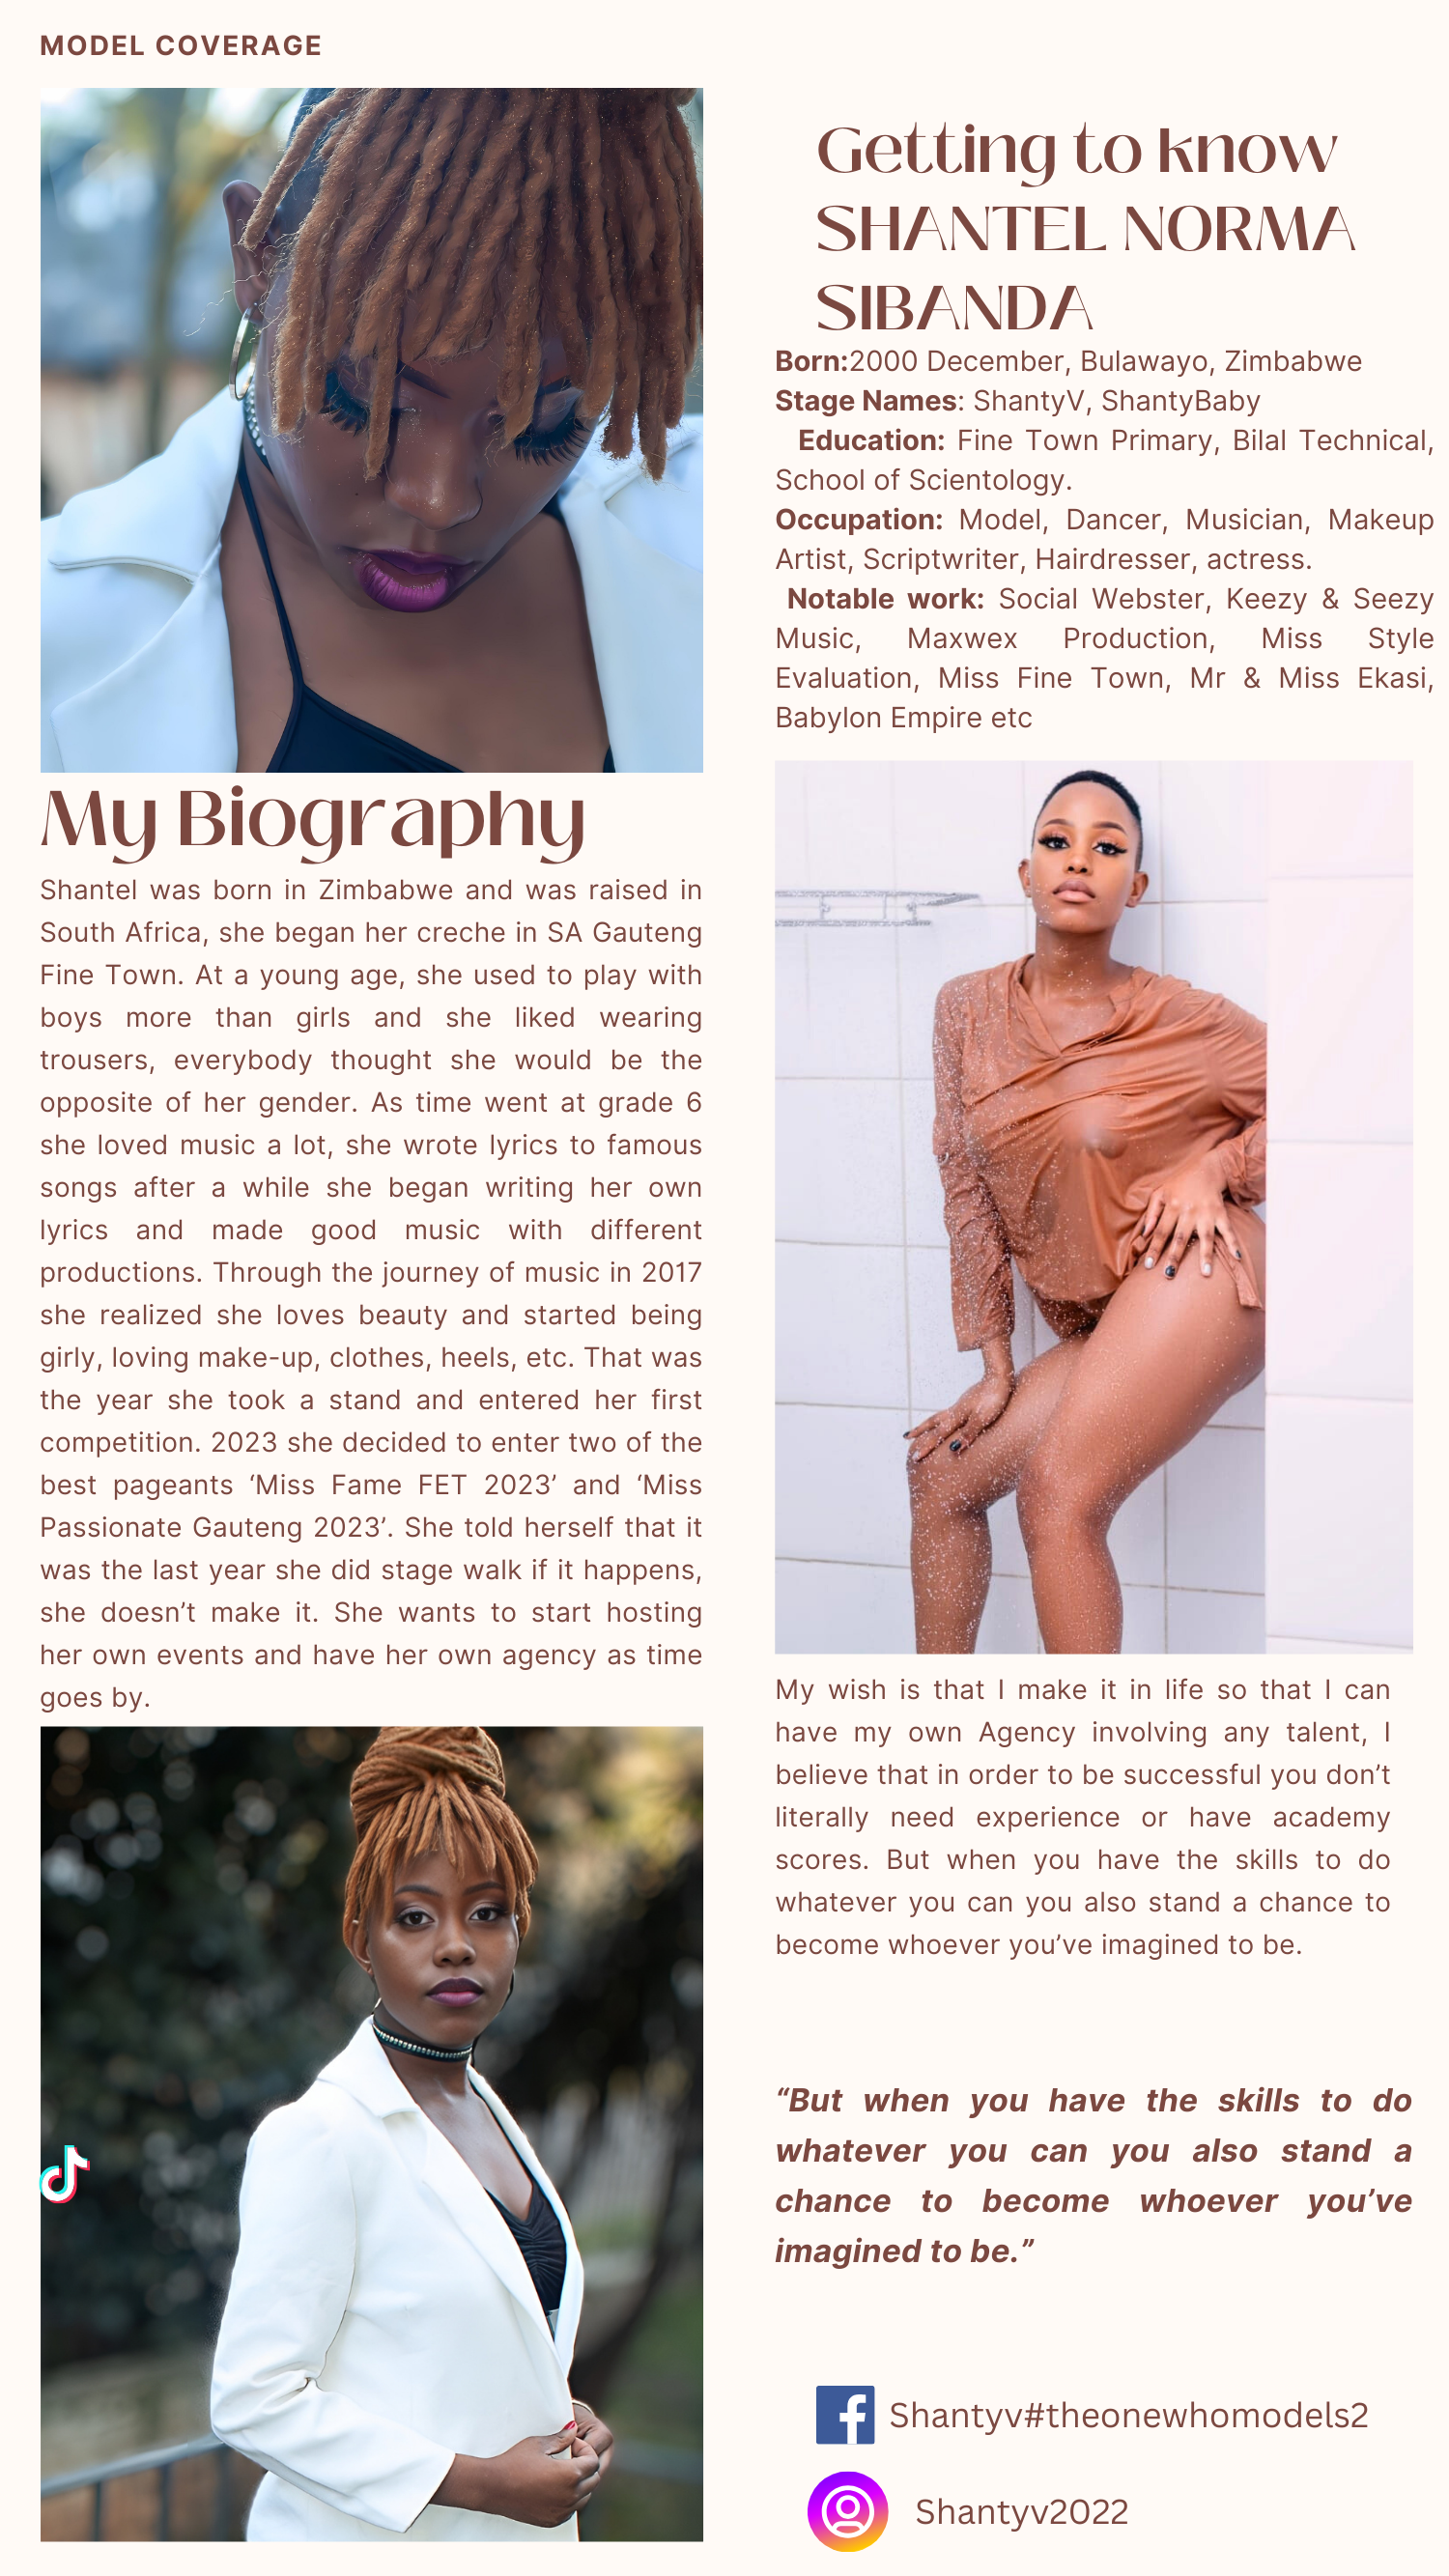 MODEL COVERAGE
Getting to know
SHANTEL NORMA
SIBANDA
Born:2000 December, Bulawayo, Zimbabwe
Stage Names: ShantyV, ShantyBaby
Education: Fine Town Primary, Bilal Technical,
School of Scientology.
Occupation: Model, Dancer, Musician, Makeup
Artist, Scriptwriter, Hairdresser, actress.
Notable work: Social Webster, Keezy & Seezy
Music, Maxwex Production, Miss Style
Evaluation, Miss Fine Town, Mr & Miss Ekasi,
Babylon Empire etc
My Biography
Shantel was born in Zimbabwe and was raised in
South Africa, she began her creche in SA Gauteng
Fine Town. At a young age, she used to play with
boys more than girls and she liked wearing
trousers, everybody thought she would be the
opposite of her gender. As time went at grade 6
she loved music a lot, she wrote lyrics to famous
songs after a while she began writing her own
lyrics and made good music with different
productions. Through the journey of music in 2017
she realized she loves beauty and started being
girly, loving make-up, clothes, heels, etc. That was
the year she took a stand and entered her first
competition. 2023 she decided to enter two of the
best pageants ‘Miss Fame FET 2023’ and ‘Miss
Passionate Gauteng 2023’. She told herself that it
was the last year she did stage walk if it happens,
she doesn’t make it. She wants to start hosting
her own events and have her own agency as time
goes by.
My wish is that I make it in life so that I can
have my own Agency involving any talent, I
believe that in order to be successful you don’t
literally need experience or have academy
scores. But when you have the skills to do
whatever you can you also stand a chance to
become whoever you’ve imagined to be.
“But when you have the skills to do
whatever you can you also stand a
chance to become whoever you’ve
imagined to be.”
Shantyv#theonewhomodels2
Shantyv2022